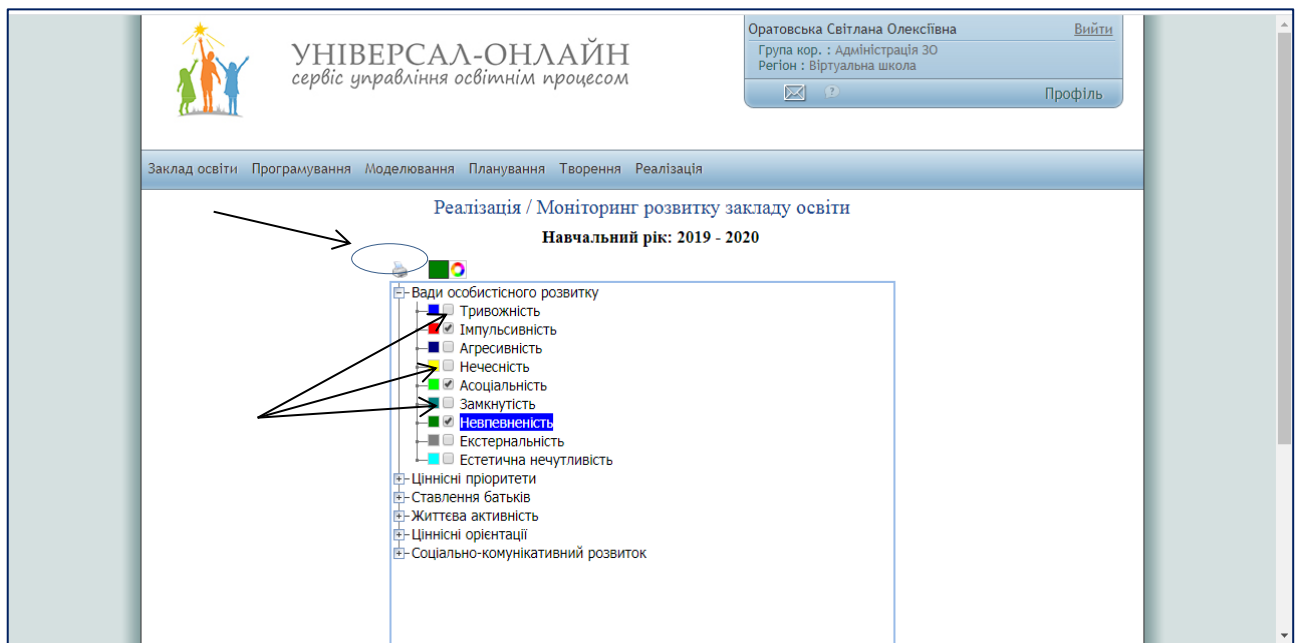 УНІВЕРСАЛ-ОНЛАЙН
сервіс управління освітнім процесом
Оратовська Світлана Олексіївна Вийти
Група кор. : Адміністрація ЗО
Регіон : Віртуальна школа
Профіль
Заклад освіти Програмування Моделювання Планування Творення Реалізація
Реалізація / Моніторинг розвитку закладу освіти
Навчальний рік: 2019 - 2020
Вади особистісного розвитку
Тривожність
Імпульсивність
Агресивність
Нечесність
Асоціальність
Замкнутість
Невпевненість
Екстернальність
Естетична нечутливість
Ціннісні пріоритети
Ставлення батьків
Життєва активність
Ціннісні орієнтації
Соціально-комунікативний розвиток